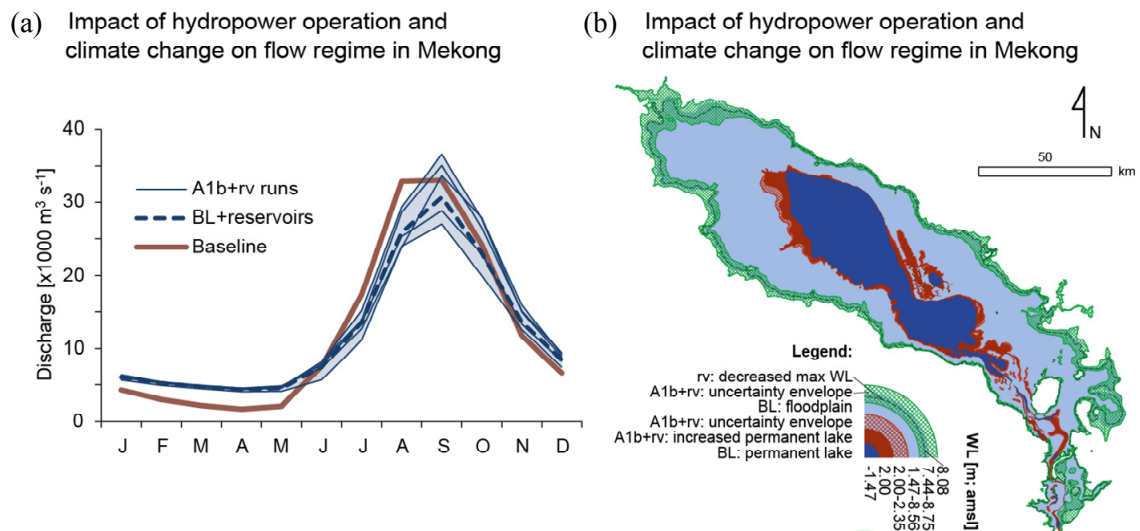 (a) Impact of hydropower operation and
climate change on flow regime in Mekong
Discharge [x1000 m³ s⁻¹]
40
30
20
10
0
A1b+rv runs
BL+reservoirs
Baseline
J F M A M J J A S O N D
(b) Impact of hydropower operation and
climate change on flow regime in Mekong
N
50
km
Legend:
rv: decreased max WL
A1b+rv: uncertainty envelope
BL: floodplain
A1b+rv: uncertainty envelope
A1b+rv: increased permanent lake
BL: permanent lake
WL [m; amsl]
8.08
7.44-8.75
1.47-8.56
2.00-2.35
2.00
-1.47